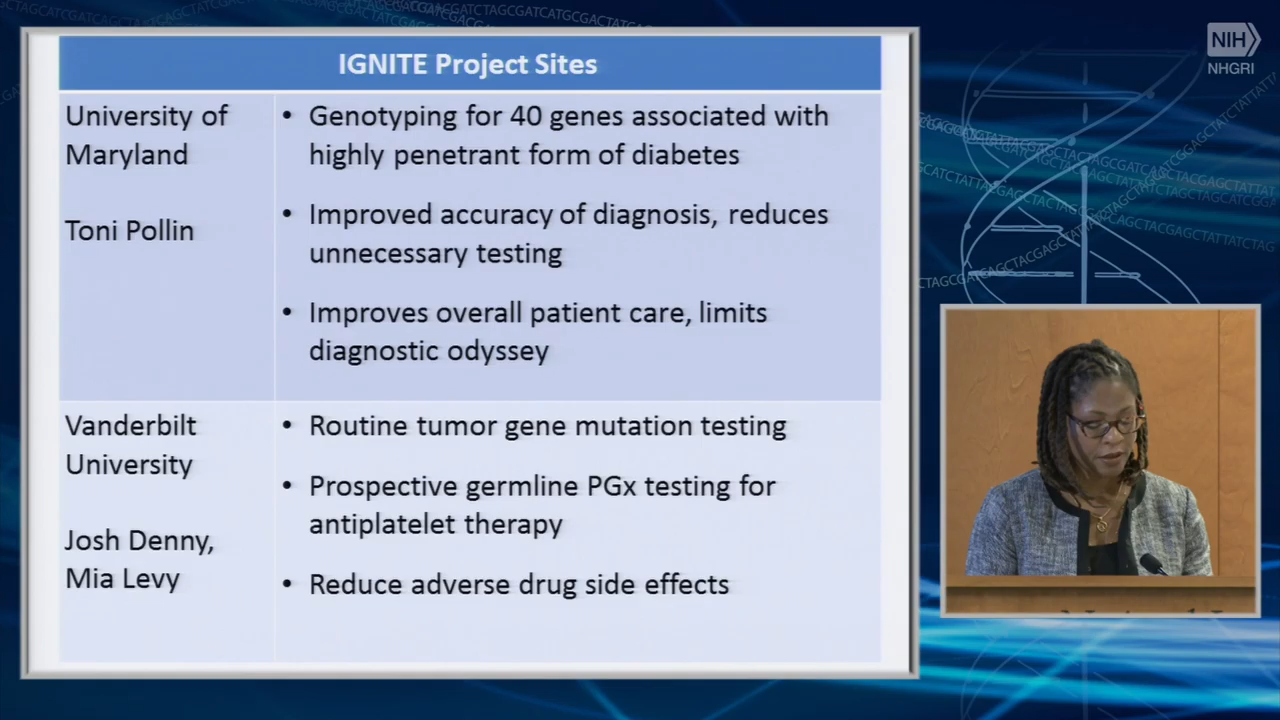 IGNITE Project Sites
University of
Maryland
Toni Pollin
• Genotyping for 40 genes associated with
highly penetrant form of diabetes
• Improved accuracy of diagnosis, reduces
unnecessary testing
• Improves overall patient care, limits
diagnostic odyssey
Vanderbilt
University
Josh Denny,
Mia Levy
• Routine tumor gene mutation testing
• Prospective germline PGx testing for
antiplatelet therapy
• Reduce adverse drug side effects
NIH
NHGRI